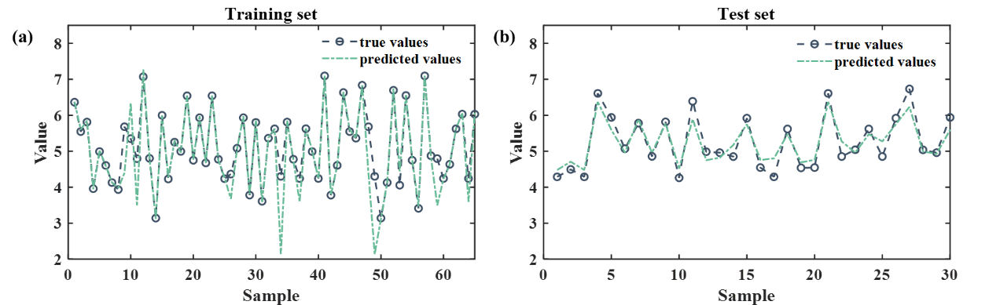 Training set
(a)
true values
predicted values
8
7
6
5
4
3
2
Value
0
10
20
30
40
50
60
Sample
Test set
(b)
true values
predicted values
8
7
6
5
4
3
2
Value
0
5
10
15
20
25
30
Sample